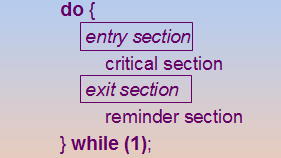 do {
entry section
critical section
exit section
reminder section
} while (1);